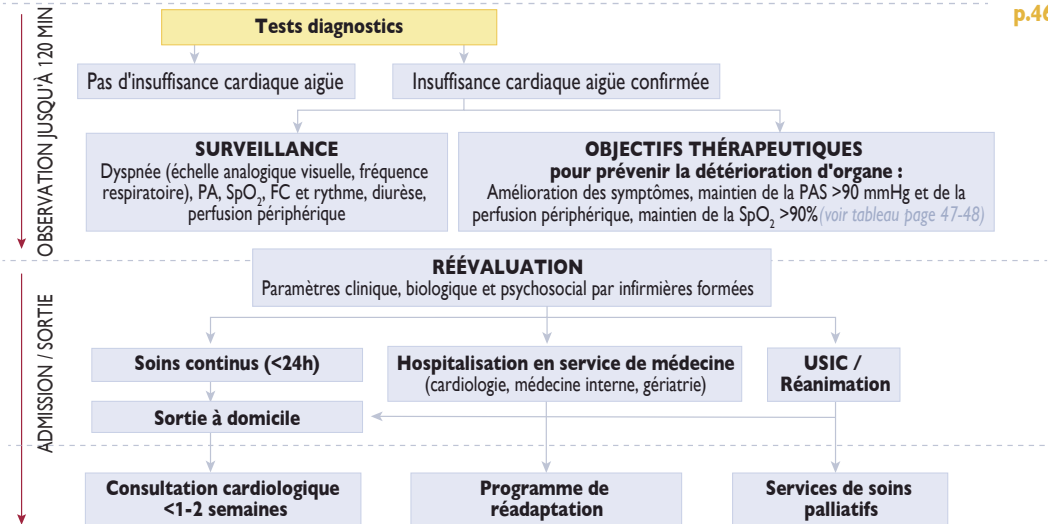 p.46
OBSERVATION JUSQU'À 120 MIN
Tests diagnostics
Pas d'insuffisance cardiaque aigüe
Insuffisance cardiaque aigüe confirmée
SURVEILLANCE
Dyspnée (échelle analogique visuelle, fréquence
respiratoire), PA, SpO₂, FC et rythme, diurèse,
perfusion périphérique
OBJECTIFS THÉRAPEUTIQUES
pour prévenir la détérioration d'organe :
Amélioration des symptômes, maintien de la PAS >90 mmHg et de la
perfusion périphérique, maintien de la SpO₂ >90% (voir tableau page 47-48)
ADMISSION / SORTIE
RÉÉVALUATION
Paramètres clinique, biologique et psychosocial par infirmières formées
Soins continus (<24h)
Hospitalisation en service de médecine
(cardiologie, médecine interne, gériatrie)
USIC /
Réanimation
Sortie à domicile
Consultation cardiologique
<1-2 semaines
Programme de
réadaptation
Services de soins
palliatifs